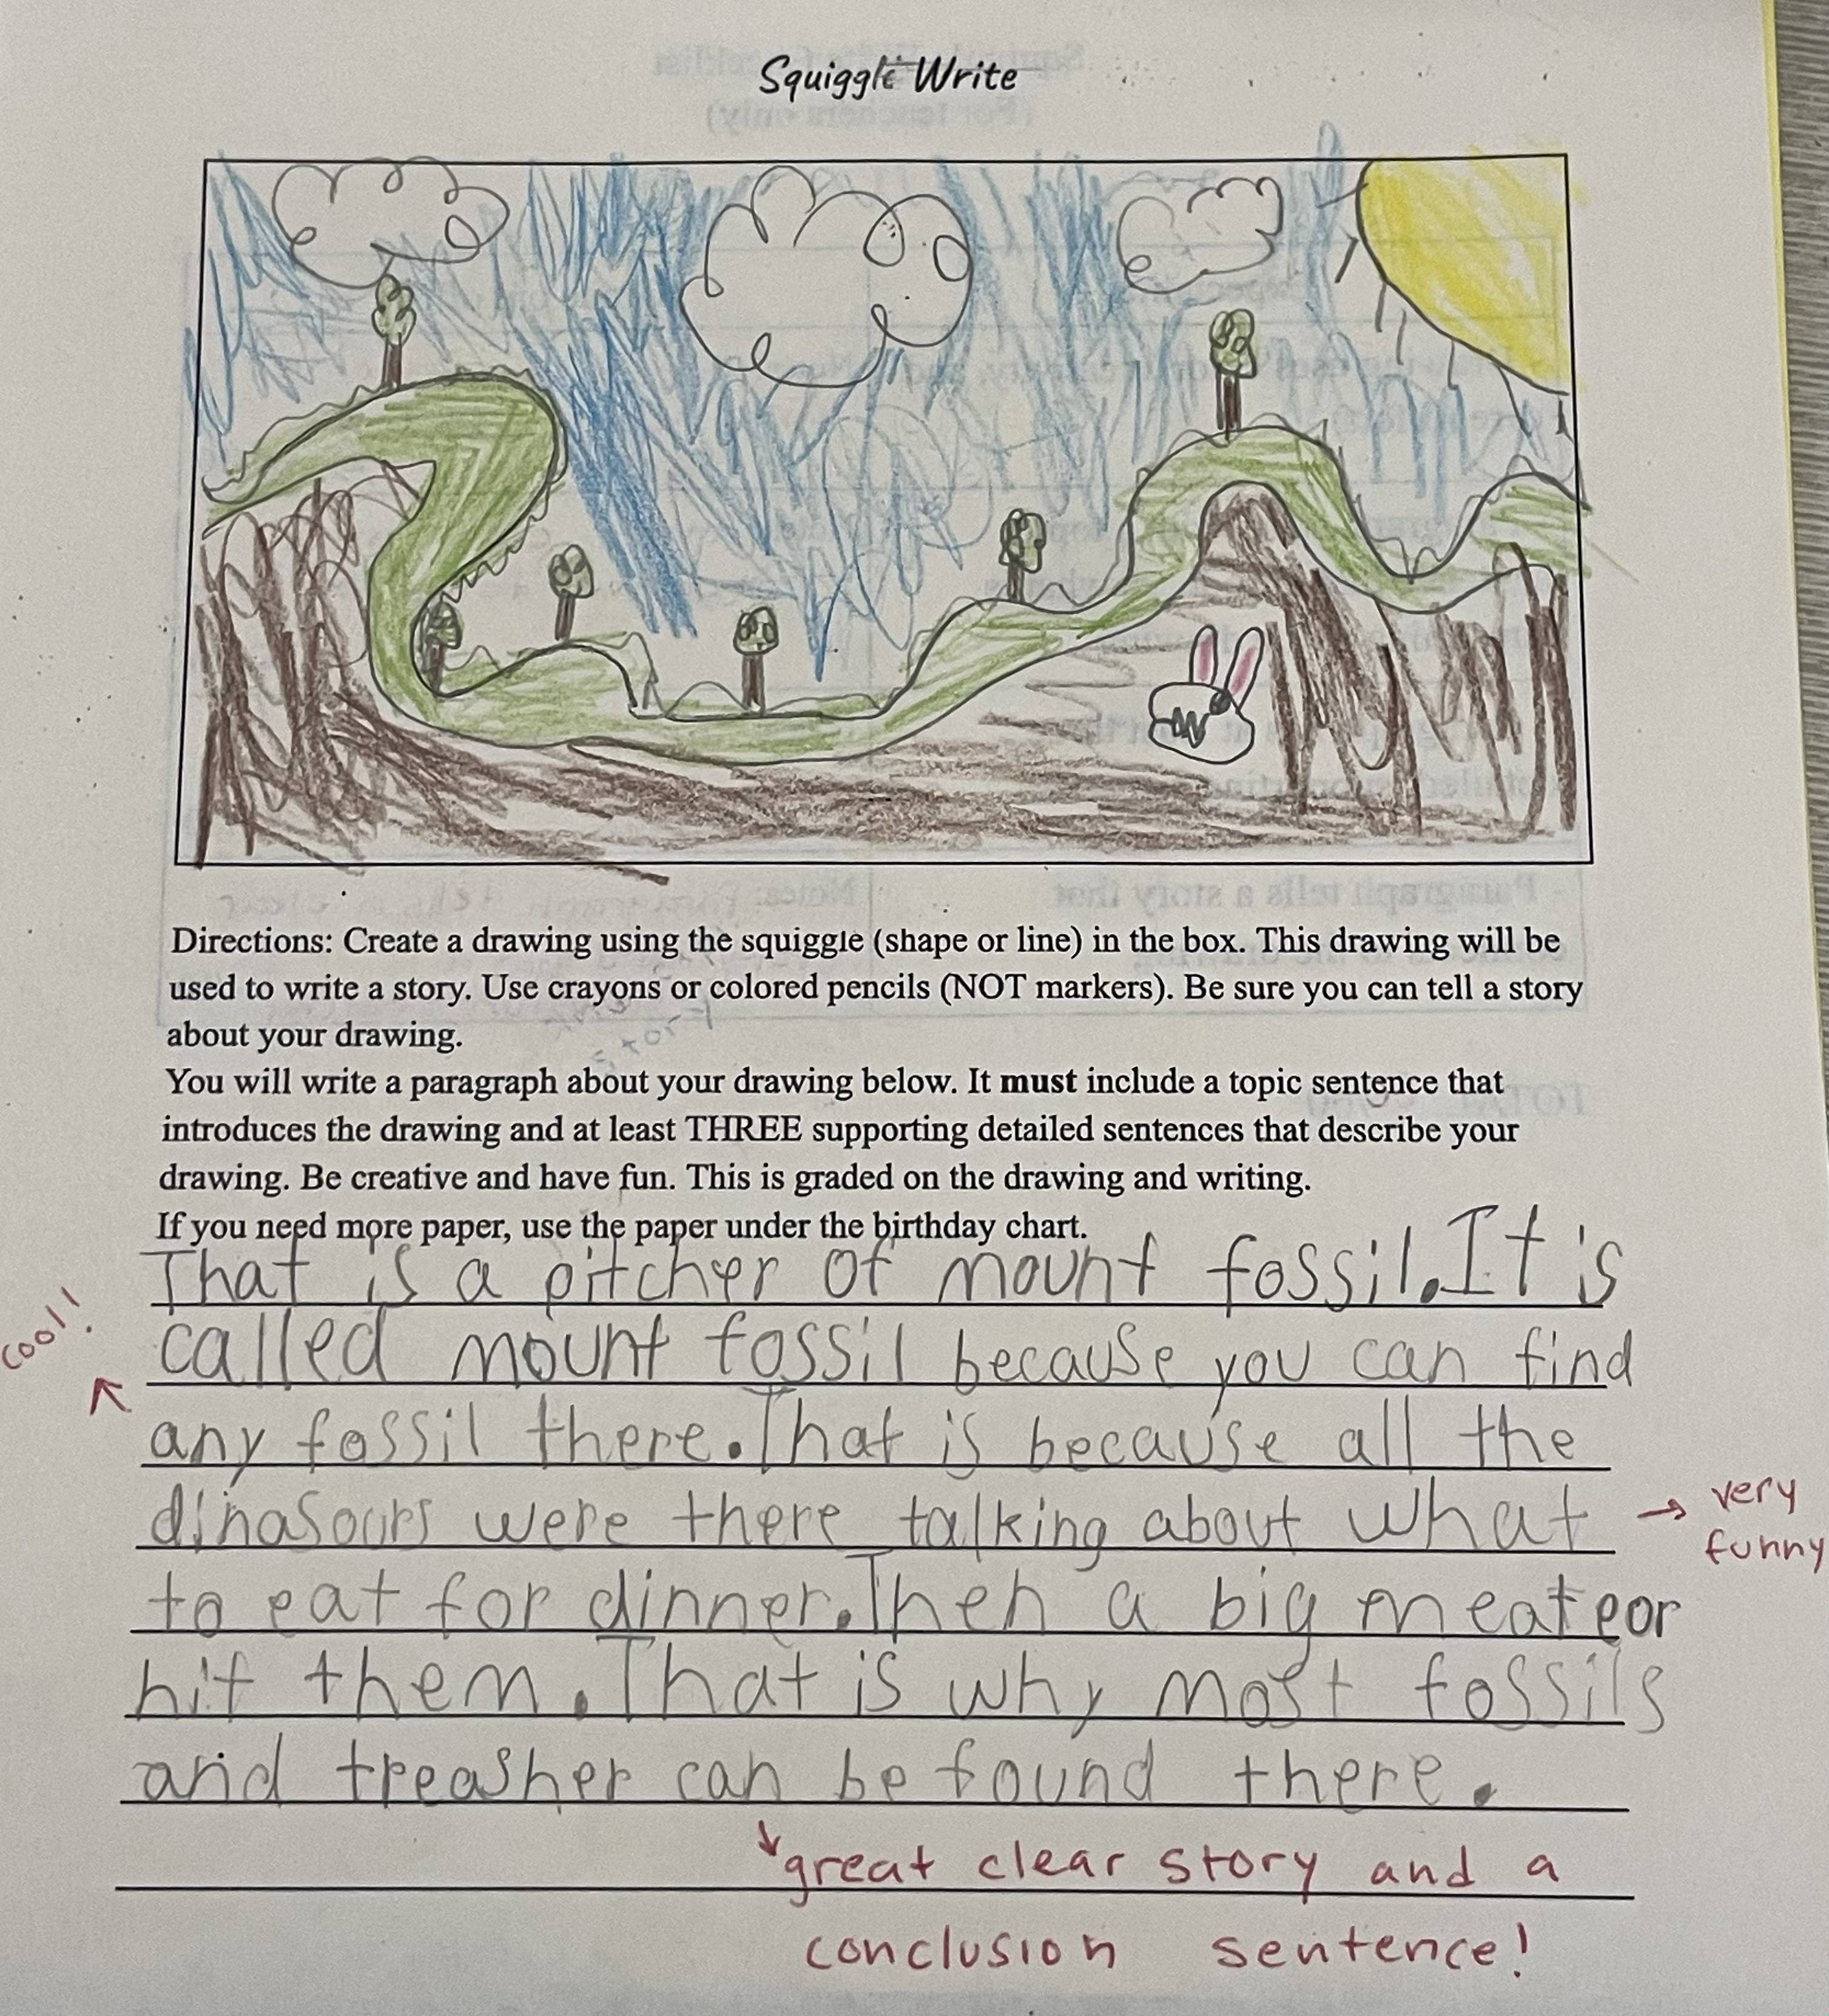 Squiggle Write
Directions: Create a drawing using the squiggle (shape or line) in the box. This drawing will be
used to write a story. Use crayons or colored pencils (NOT markers). Be sure you can tell a story
about your drawing.
You will write a paragraph about your drawing below. It must include a topic sentence that
introduces the drawing and at least THREE supporting detailed sentences that describe your
drawing. Be creative and have fun. This is graded on the drawing and writing.
If you need more paper, use the paper under the birthday chart.
That is a pitcher of mount fossil. It is
cool!
called mount fossil because you can find
any fossil there. That is because all the
dinasours were there talking about what
very
funny
to eat for dinner. Then a big meateor
hit them. That is why most fossils
and treasher can be found there.
great clear story and a
conclusion sentence!